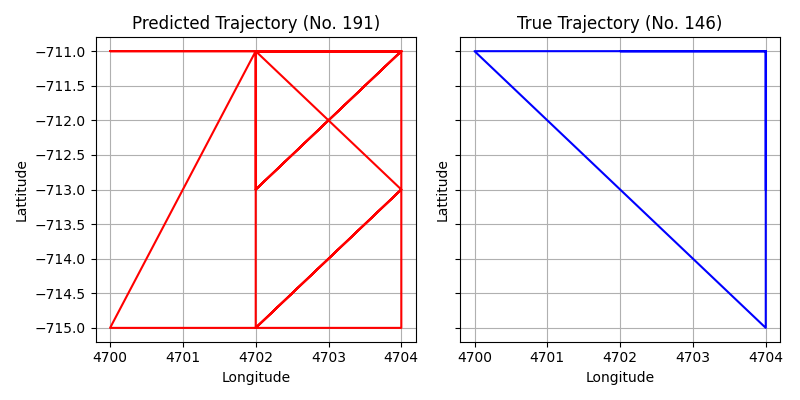 Predicted Trajectory (No. 191)
True Trajectory (No. 146)
−711.0
−711.5
−712.0
−712.5
−713.0
−713.5
−714.0
−714.5
−715.0
Lattitude
Lattitude
4700 4701 4702 4703 4704
4700 4701 4702 4703 4704
Longitude
Longitude